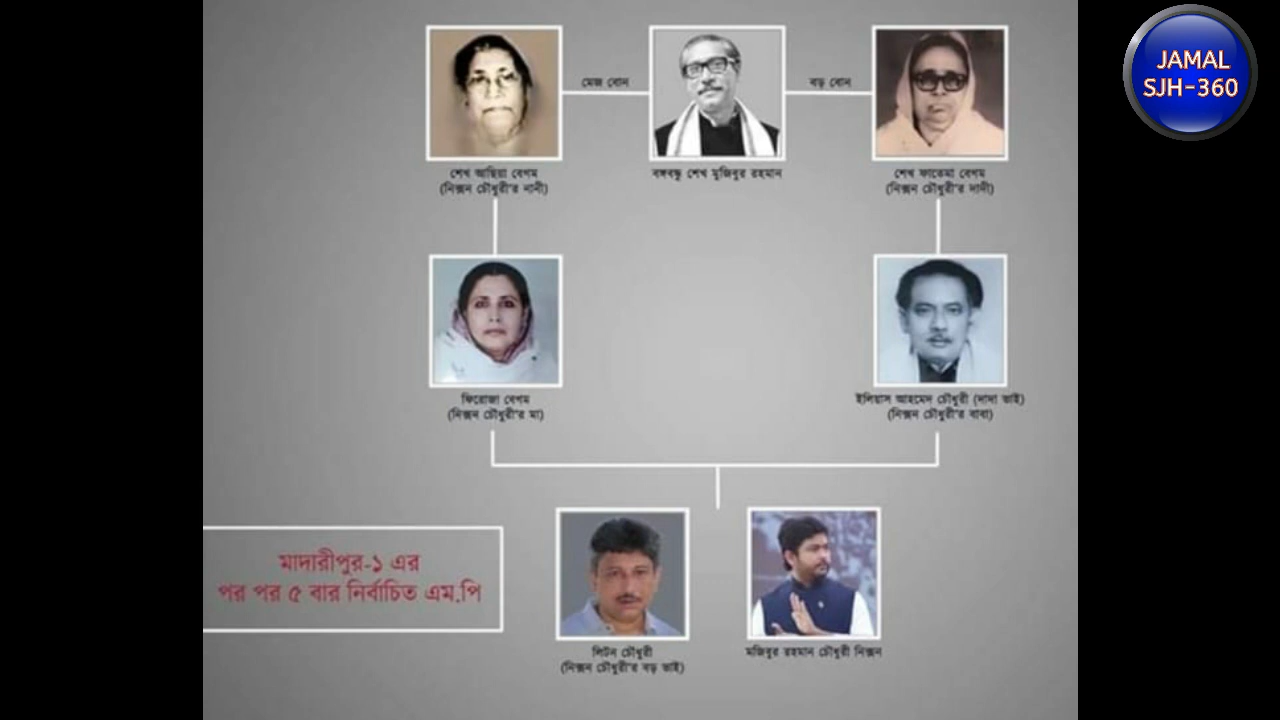 JAMAL
SJH-360
মেজ বোন
বড় বোন
শেখ আছিয়া বেগম
(নিক্সন চৌধুরী'র নানী)
বঙ্গবন্ধু শেখ মুজিবুর রহমান
শেখ ফাতেমা বেগম
(নিক্সন চৌধুরী'র দাদী)
ফিরোজা বেগম
(নিক্সন চৌধুরী'র মা)
ইলিয়াস আহমেদ চৌধুরী (দাদা ভাই)
(নিক্সন চৌধুরী'র বাবা)
মাদারীপুর-১ এর
পর পর ৫ বার নির্বাচিত এম.পি
লিটন চৌধুরী
(নিক্সন চৌধুরী'র বড় ভাই)
মজিবুর রহমান চৌধুরী নিক্সন